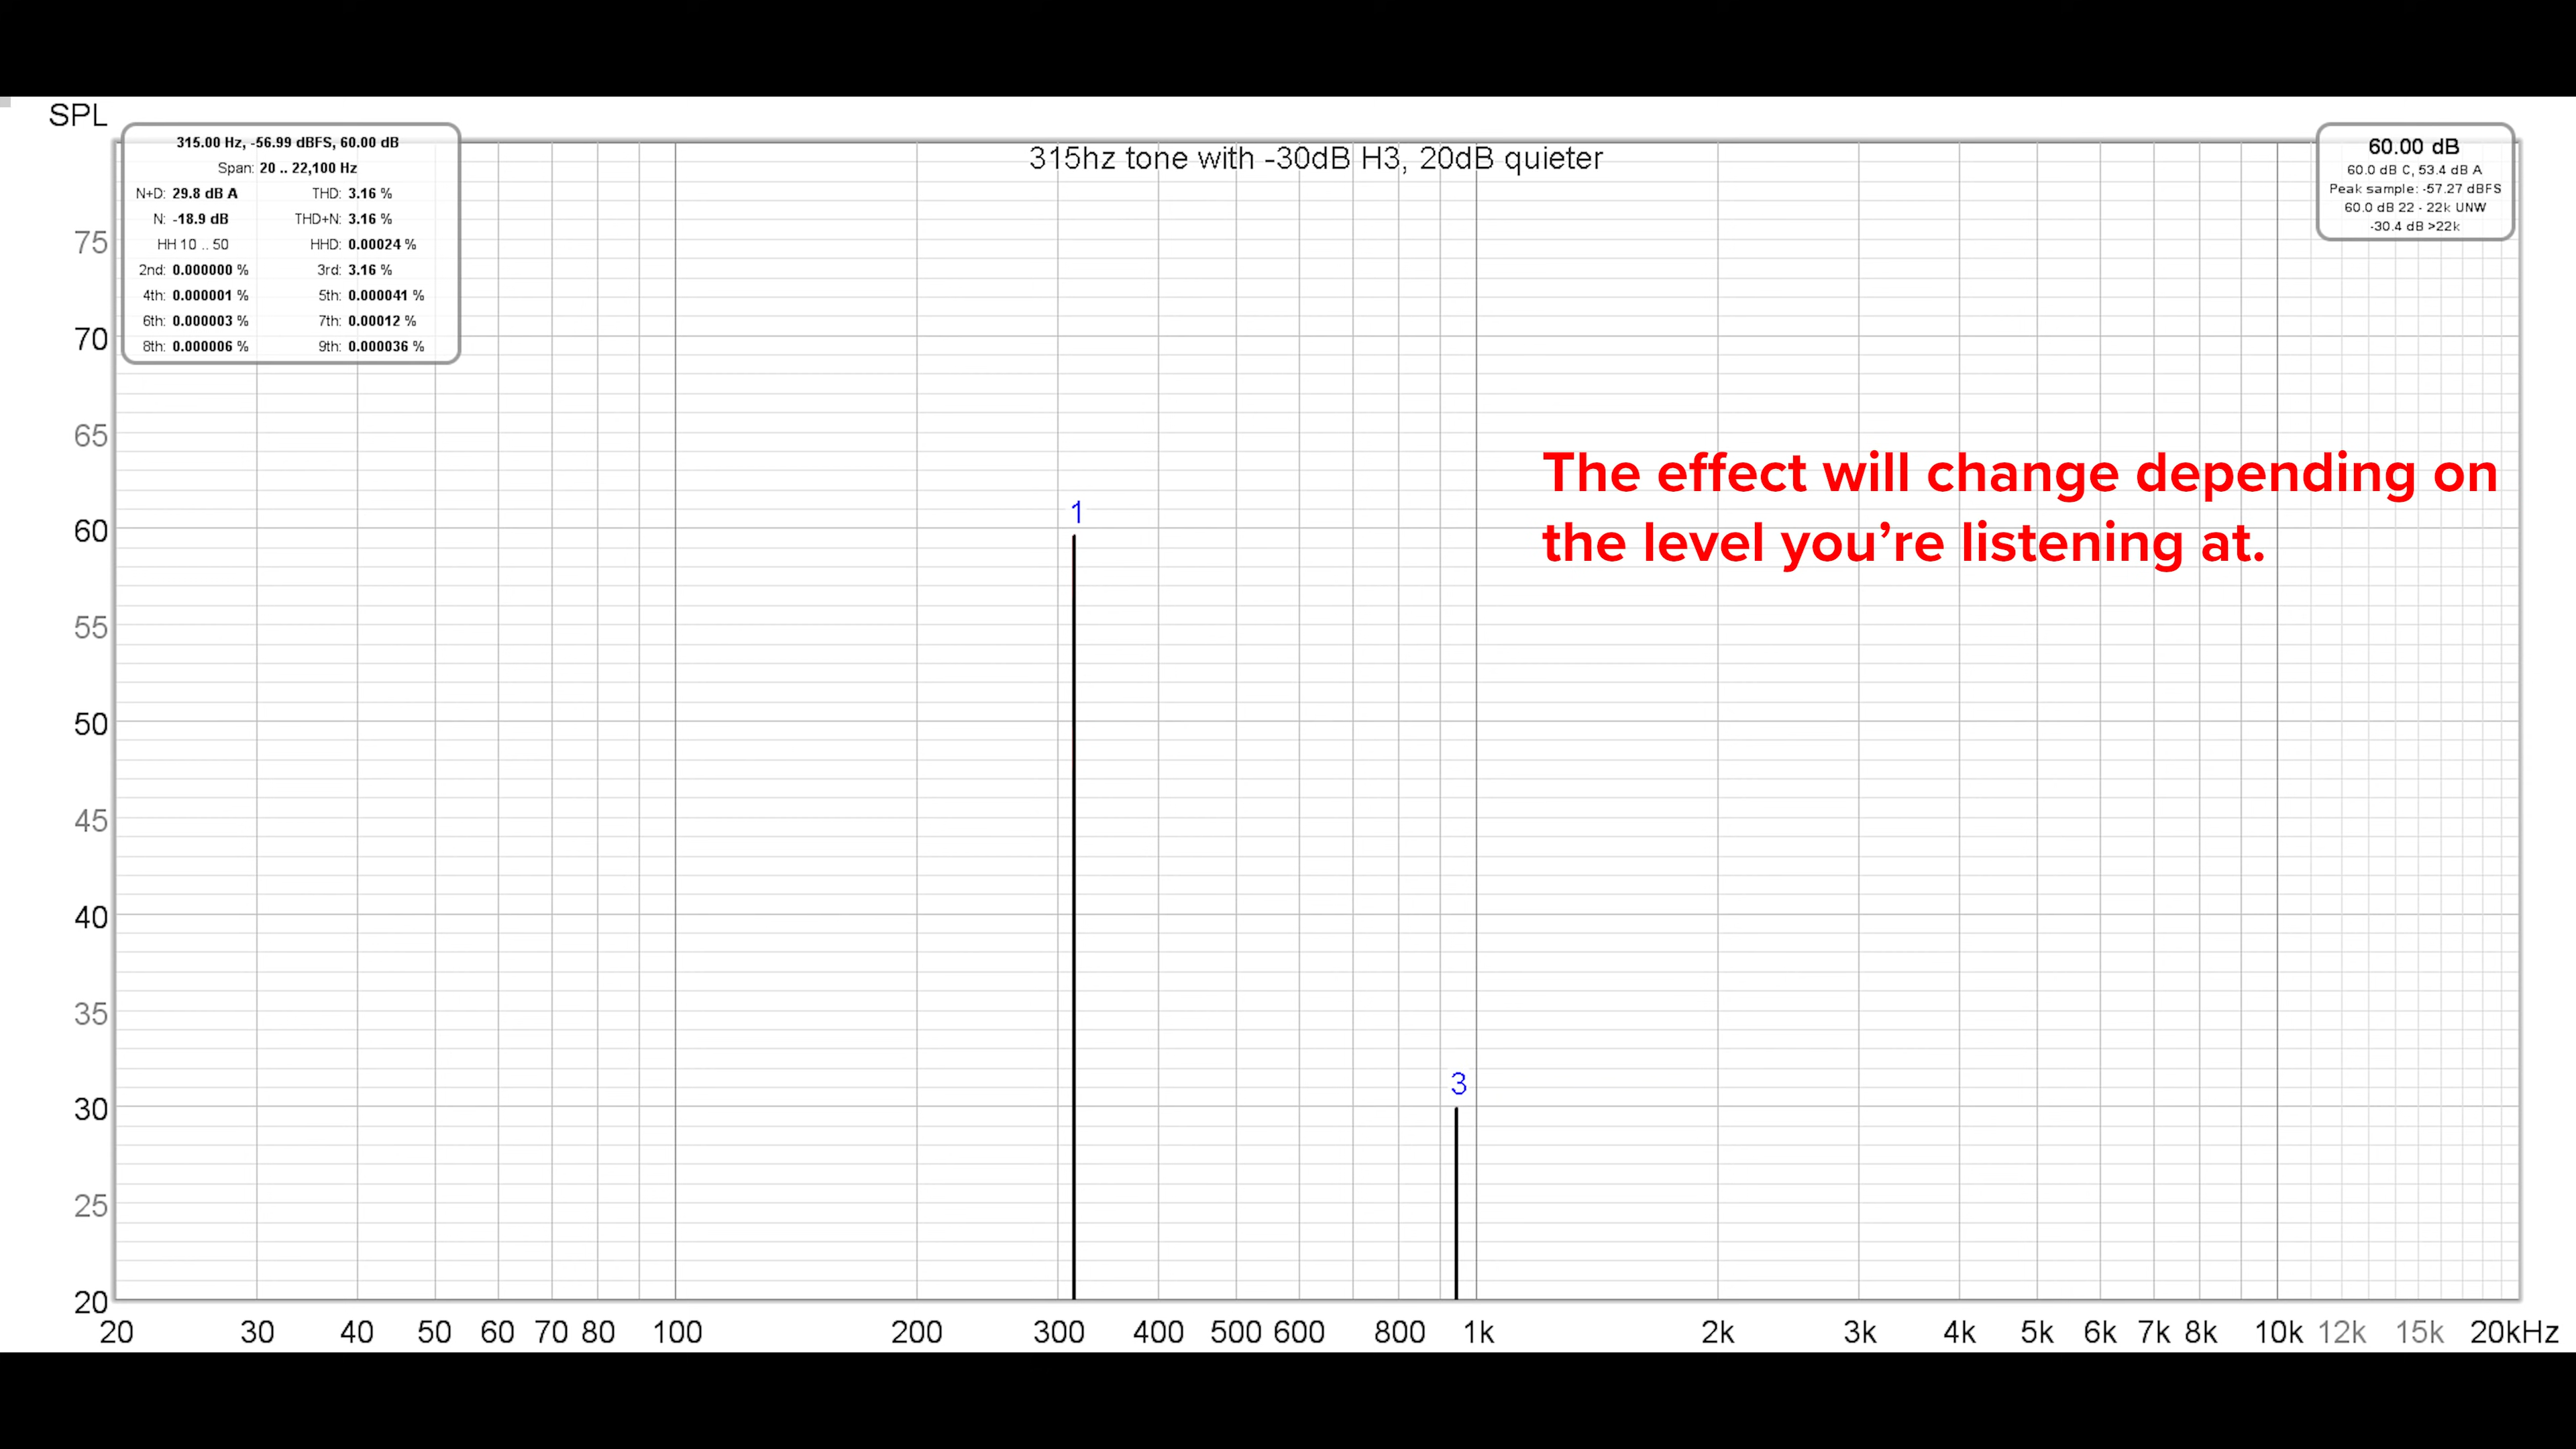 SPL
315.00 Hz, -56.99 dBFS, 60.00 dB
Span: 20 .. 22,100 Hz
N+D: 29.8 dB A THD: 3.16 %
N: -18.9 dB THD+N: 3.16 %
HH 10 .. 50 HHD: 0.00024 %
2nd: 0.000000 % 3rd: 3.16 %
4th: 0.000001 % 5th: 0.000041 %
6th: 0.000003 % 7th: 0.00012 %
8th: 0.000006 % 9th: 0.000036 %
315hz tone with -30dB H3, 20dB quieter
60.00 dB
60.0 dB C, 53.4 dB A
Peak sample: -57.27 dBFS
60.0 dB 22 - 22k UNW
-30.4 dB >22k
The effect will change depending on
the level you’re listening at.
1
3
75
70
65
60
55
50
45
40
35
30
25
20
20 30 40 50 60 70 80 100 200 300 400 500 600 800 1k 2k 3k 4k 5k 6k 7k 8k 10k 12k 15k 20kHz